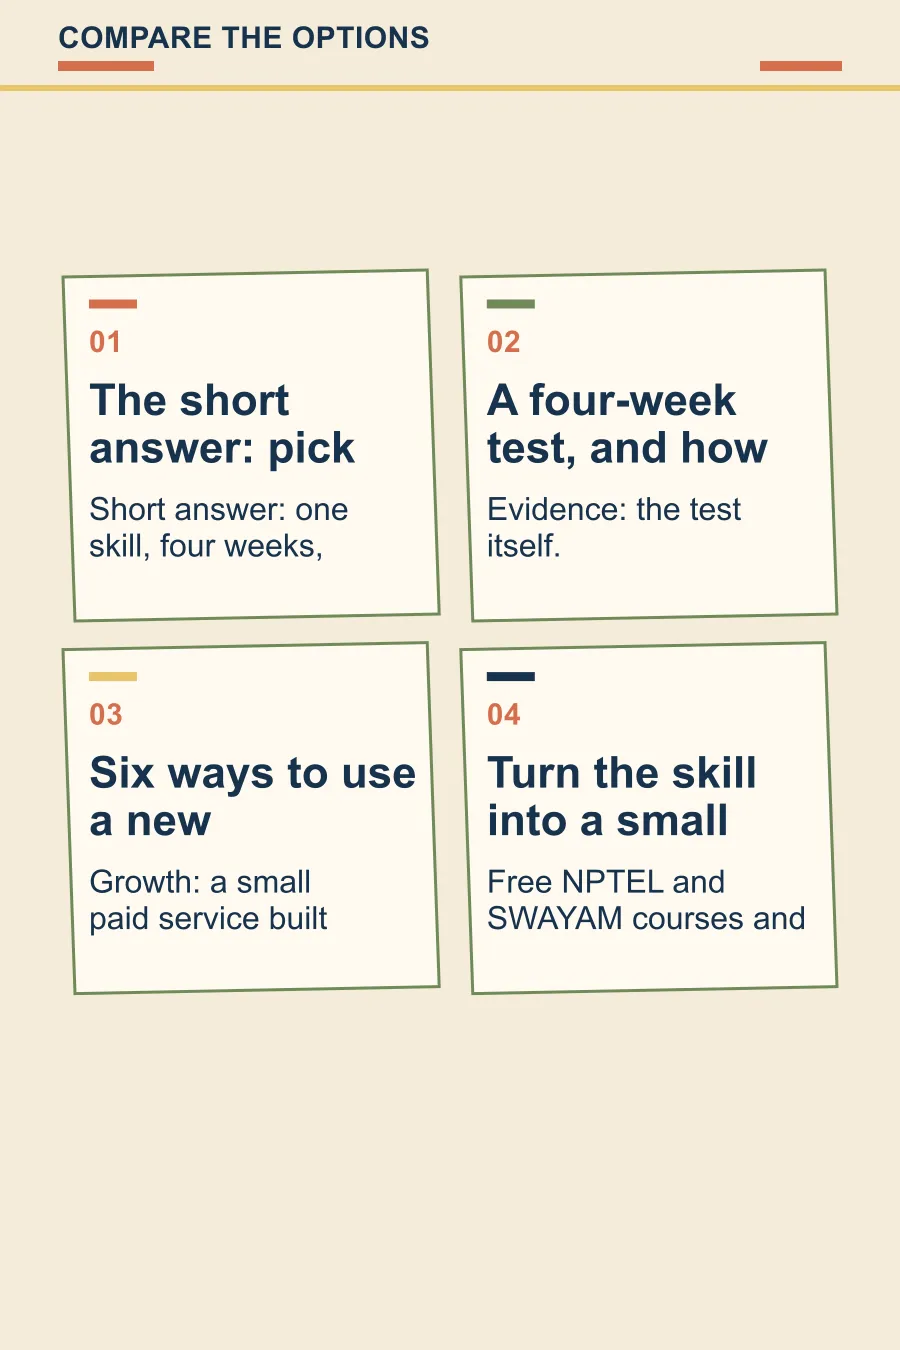 COMPARE THE OPTIONS
01
The short
answer: pick
Short answer: one
skill, four weeks,
02
A four-week
test, and how
Evidence: the test
itself.
03
Six ways to use
a new
Growth: a small
paid service built
04
Turn the skill
into a small
Free NPTEL and
SWAYAM courses and